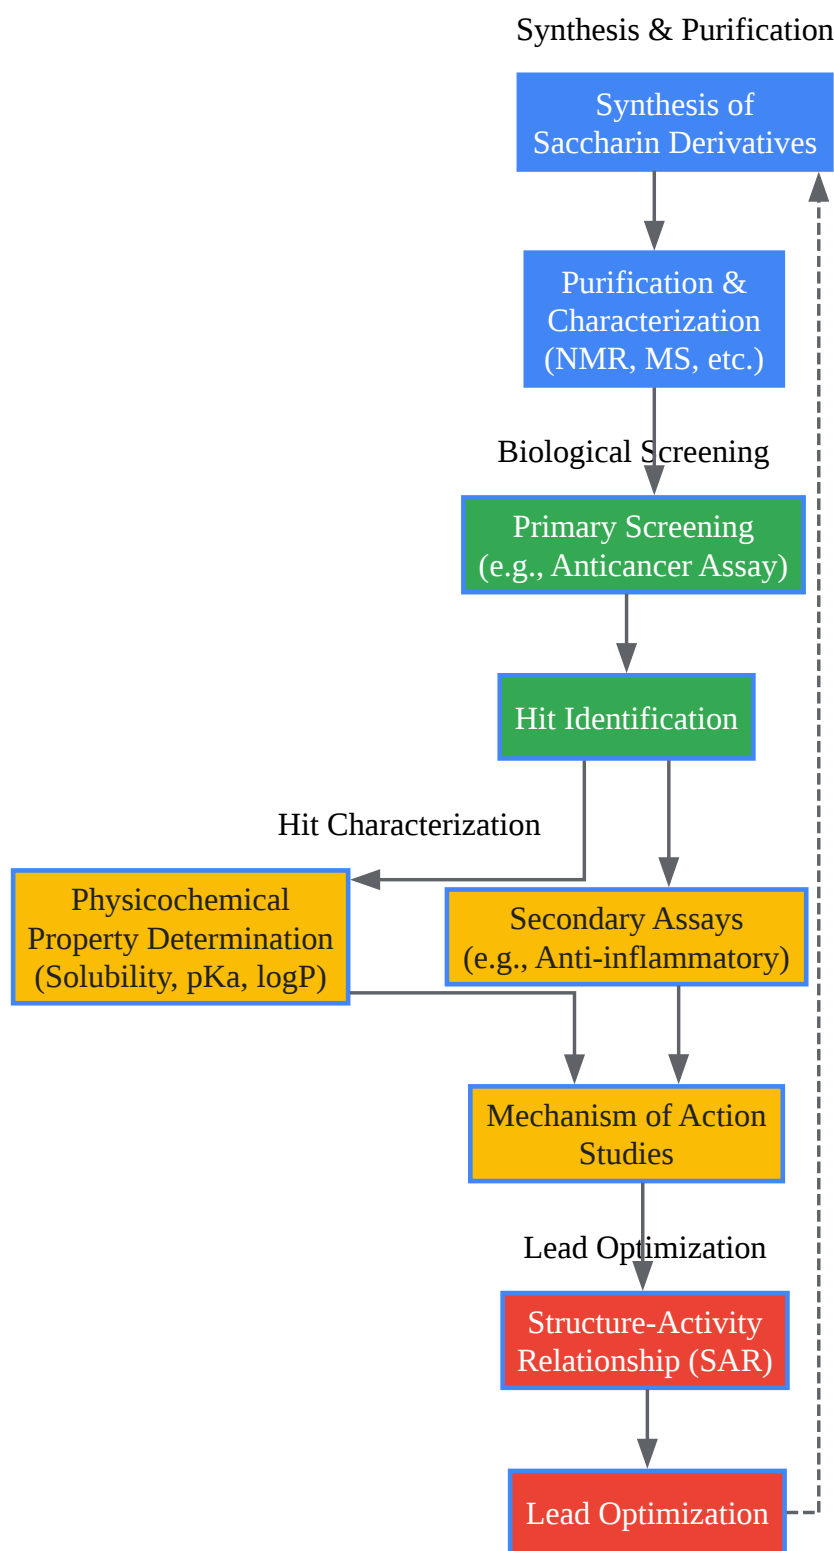 Synthesis & Purification
Synthesis of
Saccharin Derivatives
Purification &
Characterization
(NMR, MS, etc.)
Biological Screening
Primary Screening
(e.g., Anticancer Assay)
Hit Identification
Hit Characterization
Physicochemical
Property Determination
(Solubility, pKa, logP)
Secondary Assays
(e.g., Anti-inflammatory)
Mechanism of Action
Studies
Lead Optimization
Structure-Activity
Relationship (SAR)
Lead Optimization